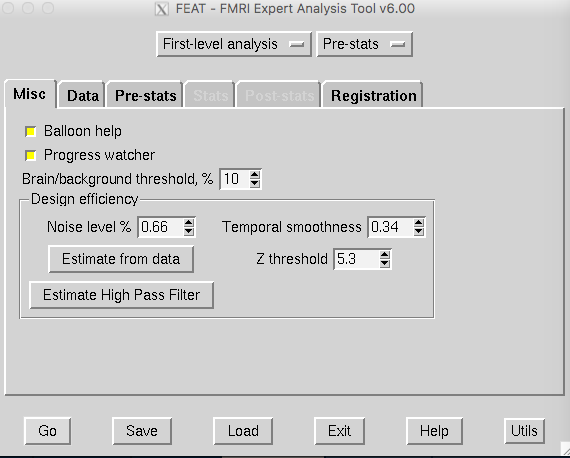 FEAT - FMRI Expert Analysis Tool v6.00
First-level analysis Pre-stats
Misc Data Pre-stats Stats Post-stats Registration
Balloon help
Progress watcher
Brain/background threshold, % 10
Design efficiency
Noise level % 0.66 Temporal smoothness 0.34
Estimate from data Z threshold 5.3
Estimate High Pass Filter
Go Save Load Exit Help Utils